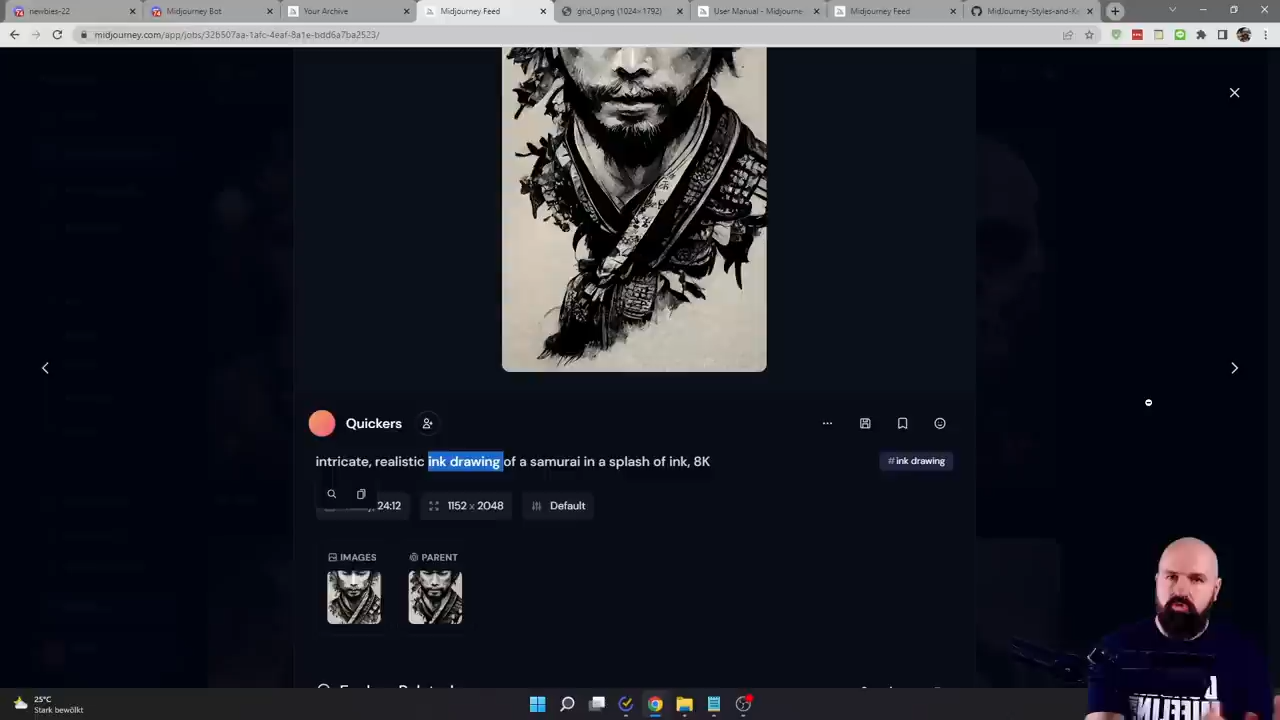 newbies-22
Midjourney Bot
Your Archive
Midjourney Feed
grid_0.png (1024×1792)
User Manual - Midjourne
Midjourney Feed
MidJourney-Styles-and-K
midjourney.com/app/jobs/32b507aa-1afc-4eaf-8a1e-bdd6a7ba2523/
Quickers
intricate, realistic ink drawing of a samurai in a splash of ink, 8K
#ink drawing
24:12
1152 x 2048
Default
IMAGES
PARENT
25°C
Stark bewölkt